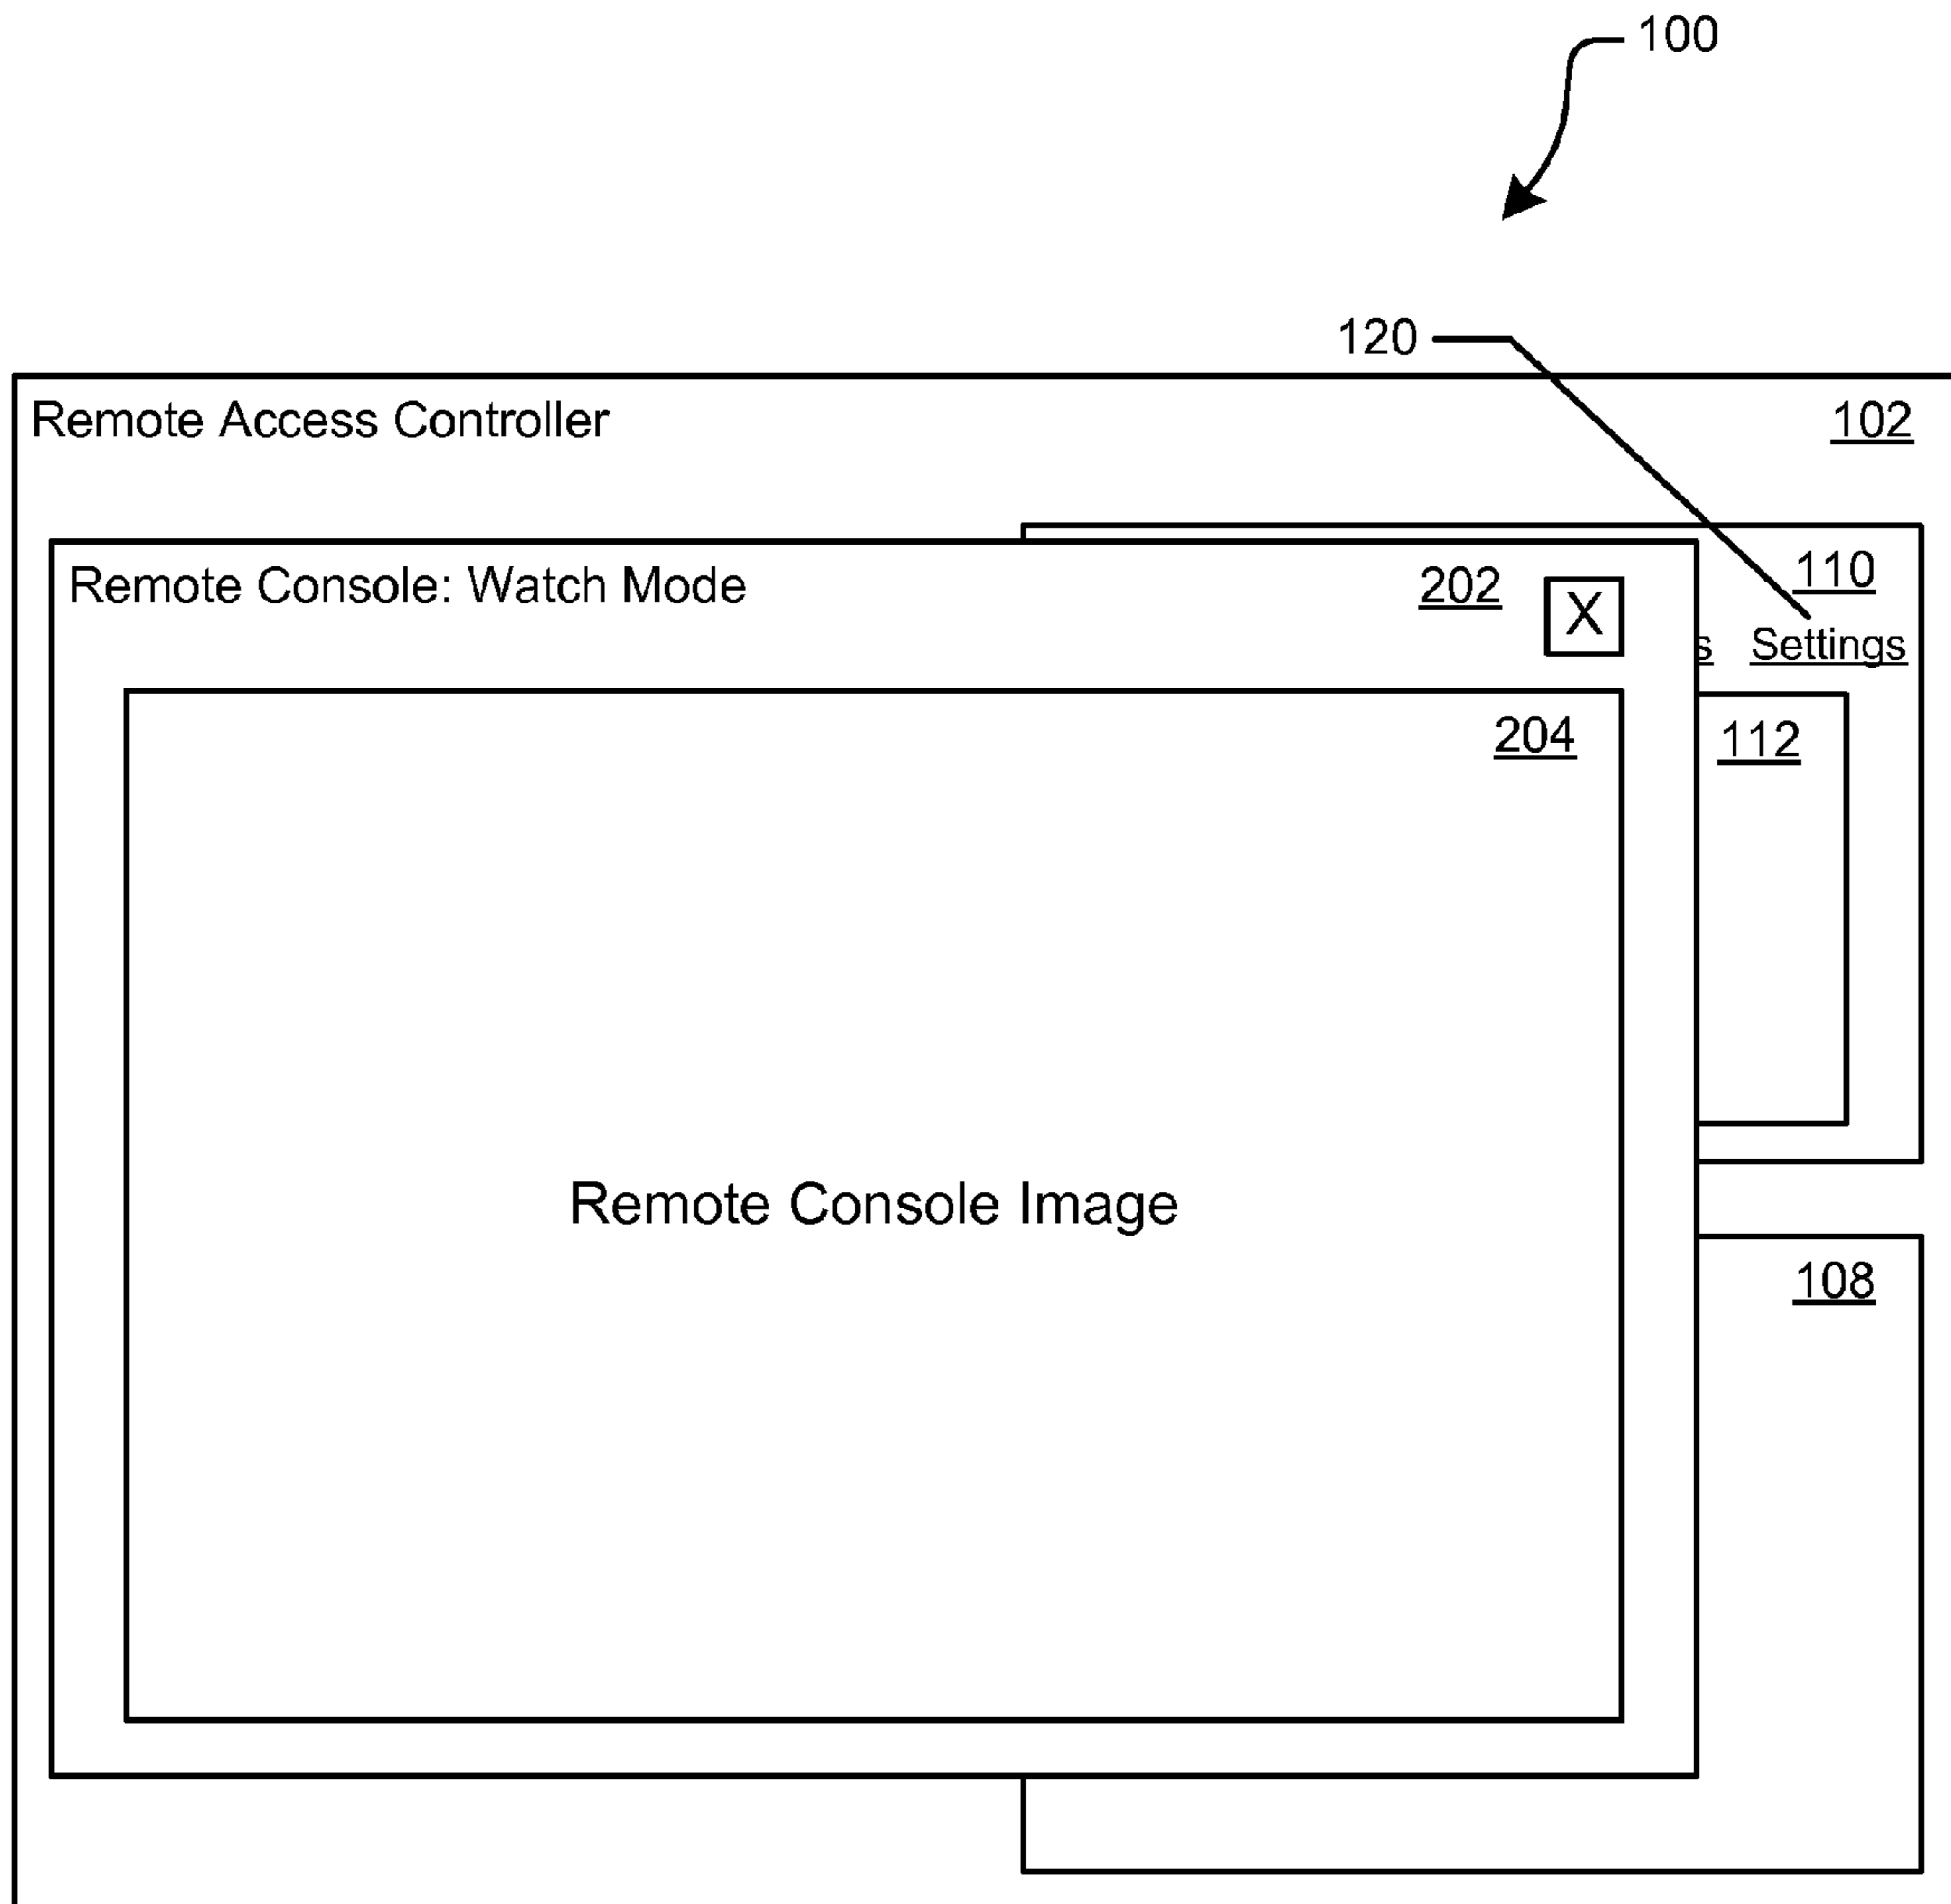 100
120
Remote Access Controller 102
110
Remote Console: Watch Mode 202 X
s Settings
204
112
Remote Console Image
108